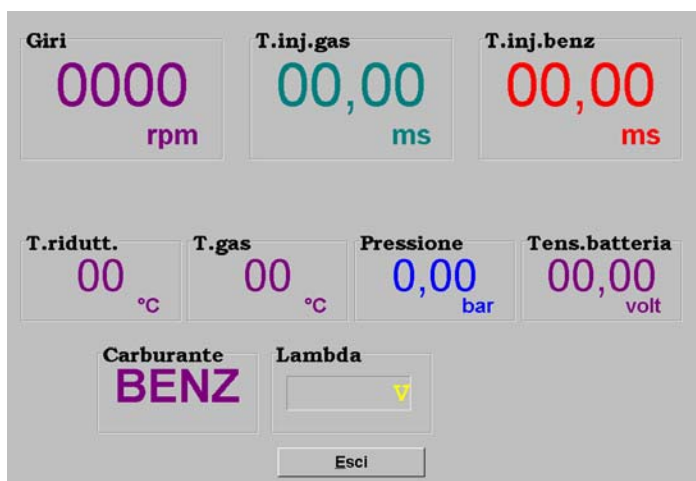 Giri T.inj.gas T.inj.benz
0000 00,00 00,00
rpm ms ms
T.ridutt. T.gas Pressione Tens.batteria
00 00 0,00 00,00
°C °C bar volt
Carburante Lambda
BENZ V
Esci